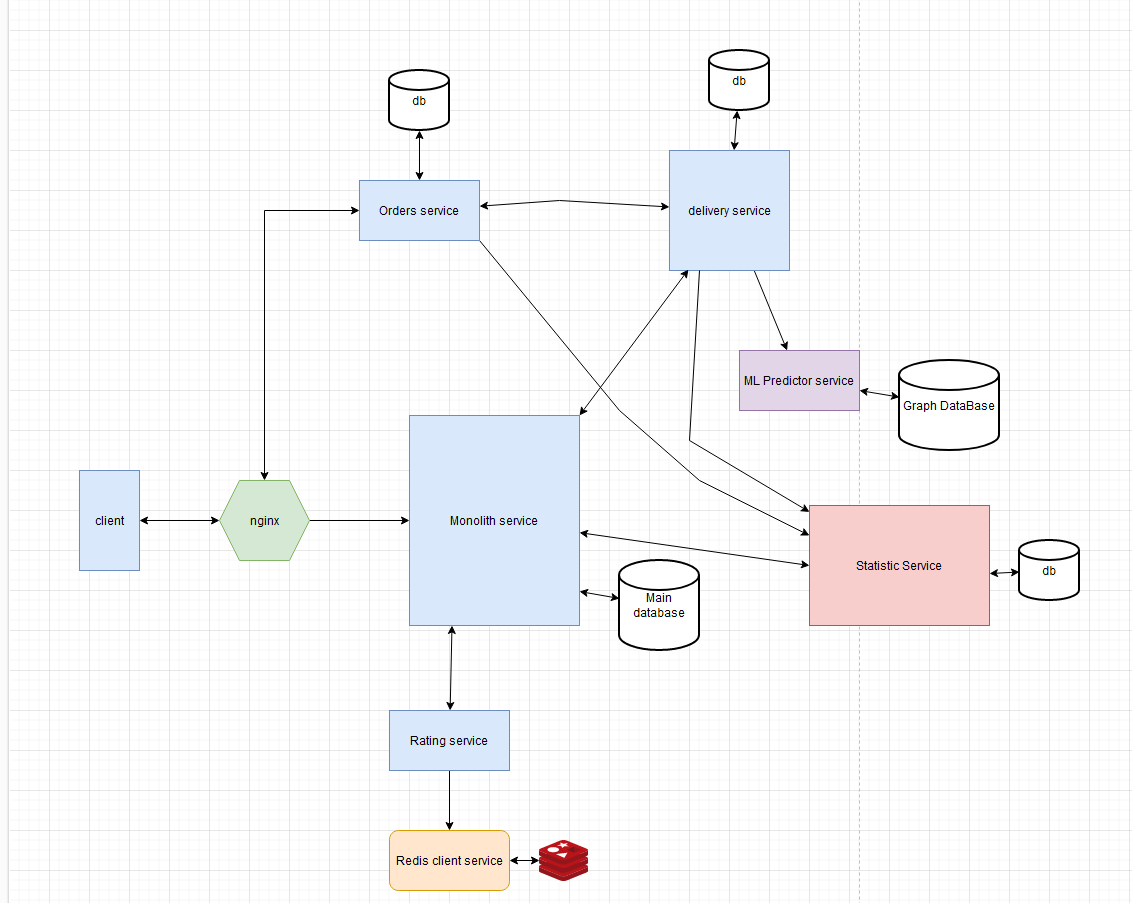 db
db
Orders service
delivery service
ML Predictor service
Graph DataBase
client
nginx
Monolith service
Statistic Service
db
Main
database
Rating service
Redis client service